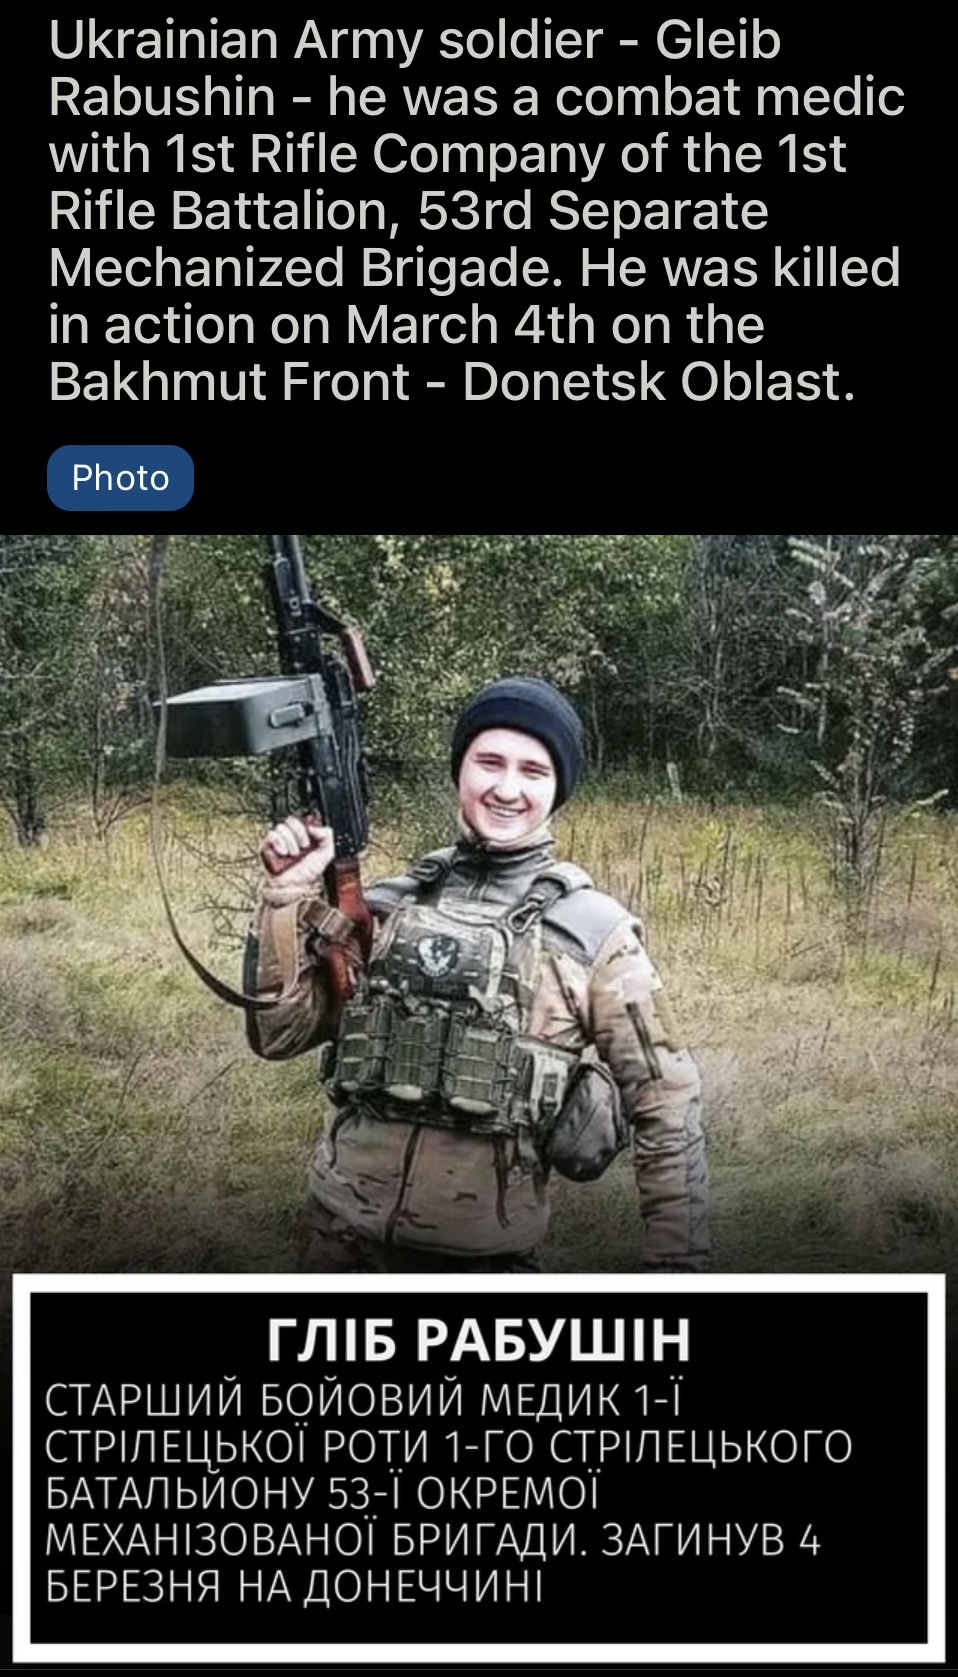 Ukrainian Army soldier - Gleib
Rabushin - he was a combat medic
with 1st Rifle Company of the 1st
Rifle Battalion, 53rd Separate
Mechanized Brigade. He was killed
in action on March 4th on the
Bakhmut Front - Donetsk Oblast.
Photo
ГЛІБ РАБУШІН
СТАРШИЙ БОЙОВИЙ МЕДИК 1-Ї
СТРІЛЕЦЬКОЇ РОТИ 1-ГО СТРІЛЕЦЬКОГО
БАТАЛЬЙОНУ 53-Ї ОКРЕМОЇ
МЕХАНІЗОВАНОЇ БРИГАДИ. ЗАГИНУВ 4
БЕРЕЗНЯ НА ДОНЕЧЧИНІ